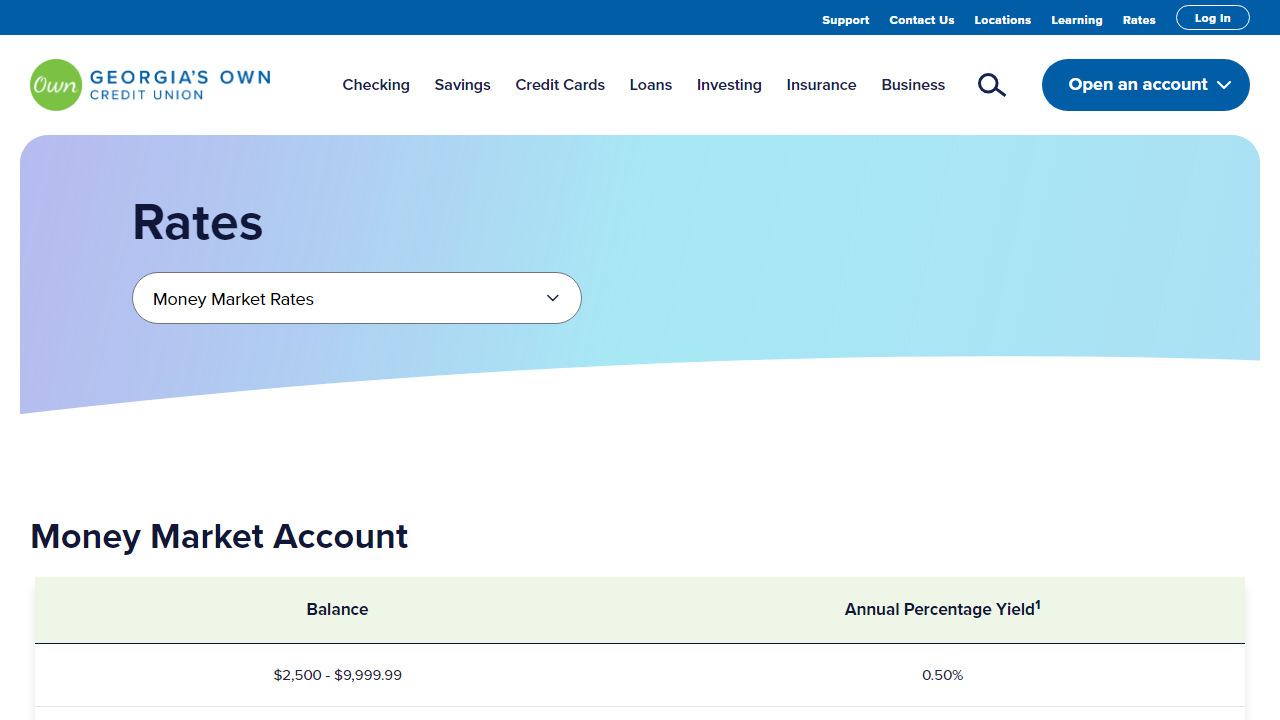 Support Contact Us Locations Learning Rates Log In
Own GEORGIA'S OWN
CREDIT UNION
Checking Savings Credit Cards Loans Investing Insurance Business Open an account
Rates
Money Market Rates
Money Market Account
Balance Annual Percentage Yield1
$2,500 - $9,999.99 0.50%